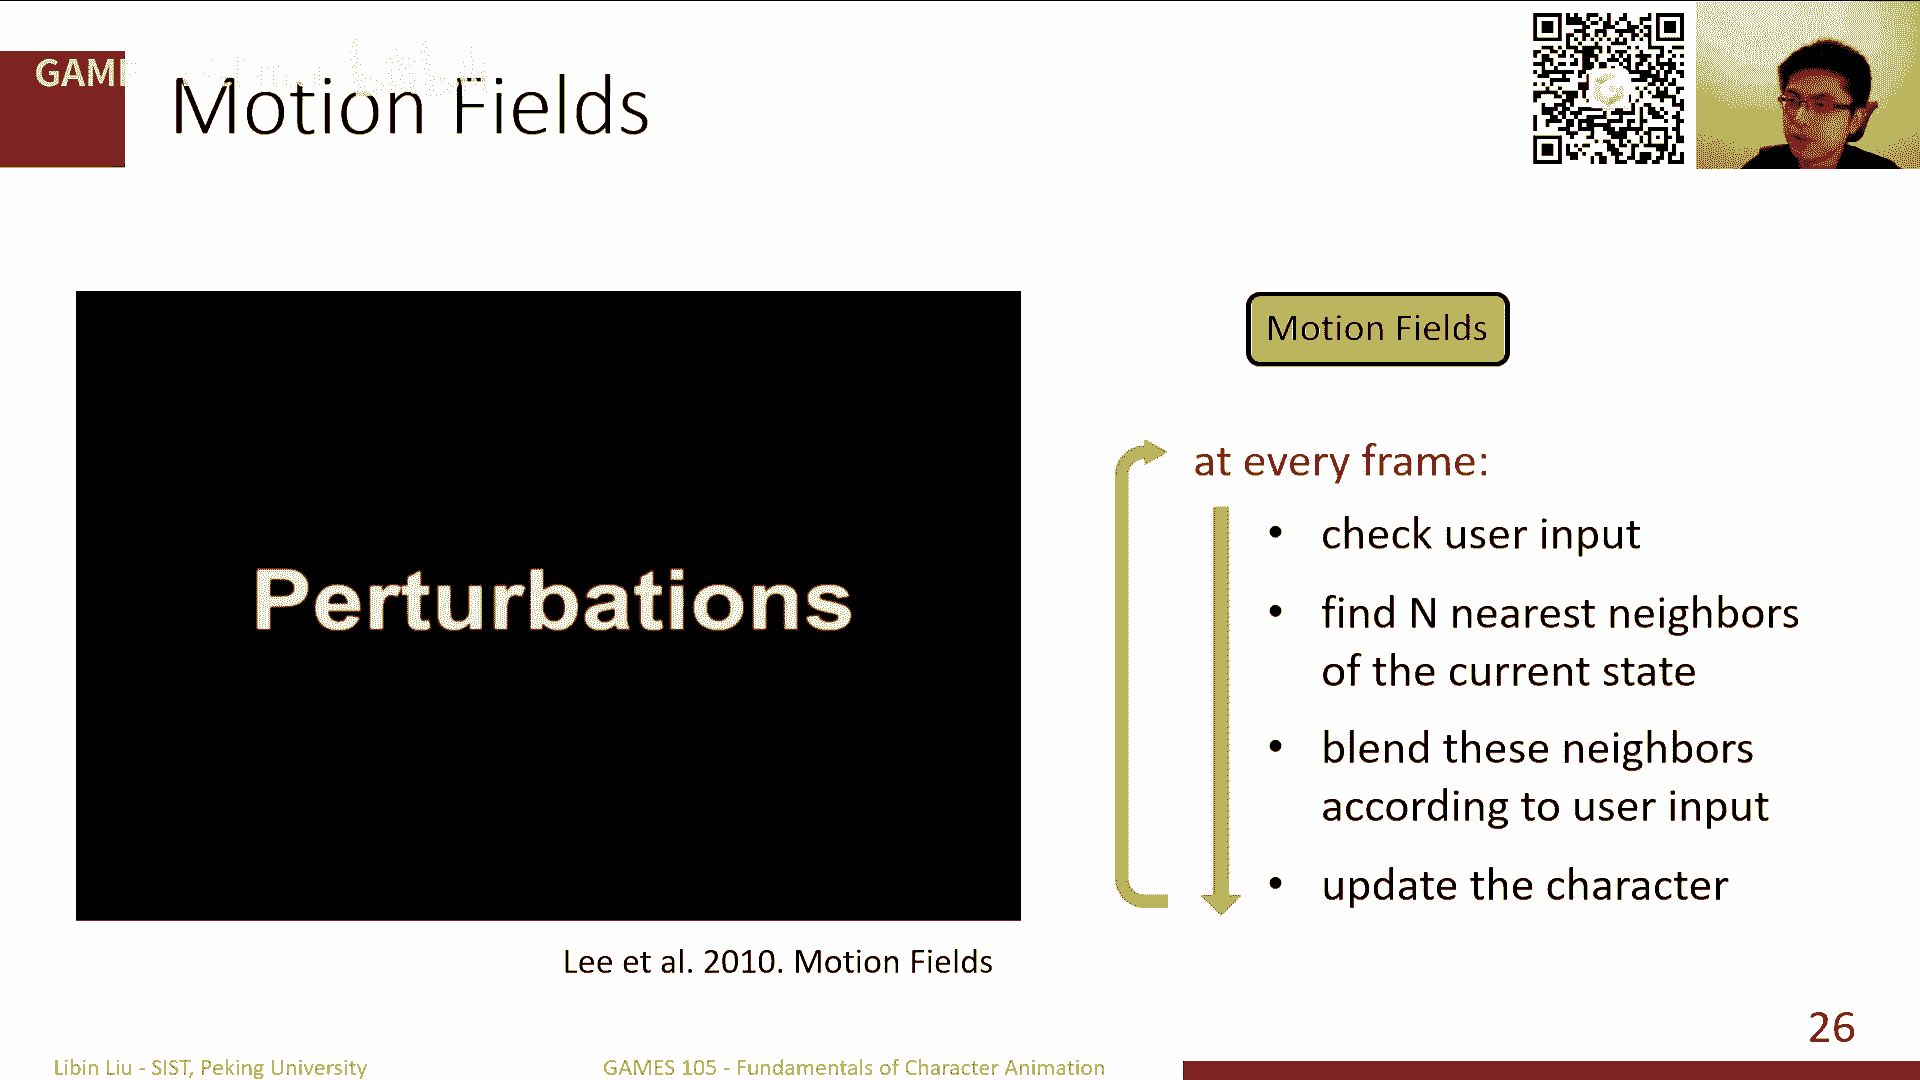 GAME
Motion Fields
Perturbations
Lee et al. 2010. Motion Fields
Motion Fields
at every frame:
• check user input
• find N nearest neighbors
of the current state
• blend these neighbors
according to user input
• update the character
26
Libin Liu - SIST, Peking University
GAMES 105 - Fundamentals of Character Animation